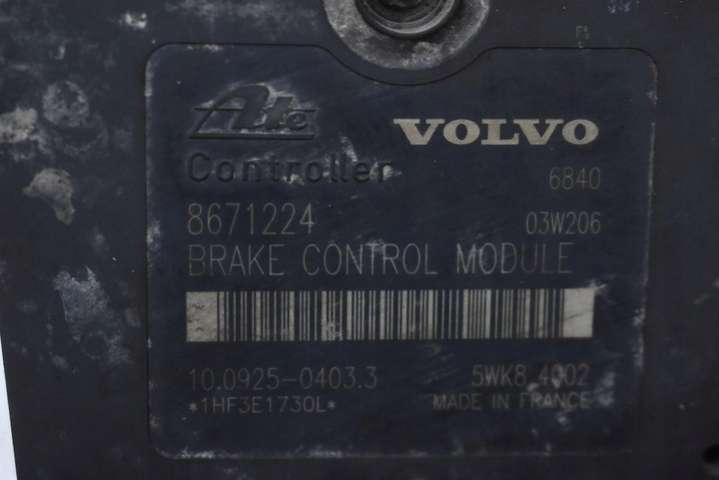 Ate VOLVO
Controller 6840
8671224 03W206
BRAKE CONTROL MODULE
10.0925-0403.3 5WK8 4002
*1HF3E1730L* MADE IN FRANCE